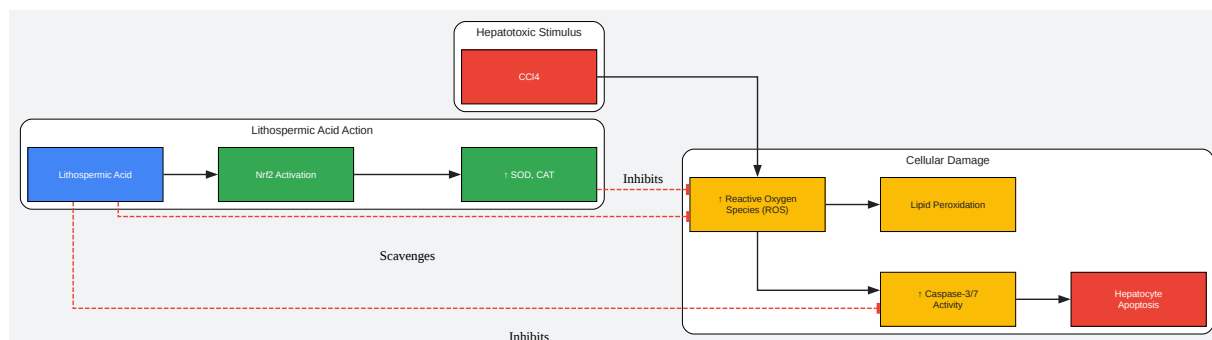 Hepatotoxic Stimulus
CCl4
Lithospermic Acid Action
Lithospermic Acid
Nrf2 Activation
↑ SOD, CAT
Inhibits
Cellular Damage
↑ Reactive Oxygen
Species (ROS)
Lipid Peroxidation
Scavenges
↑ Caspase-3/7
Activity
Hepatocyte
Apoptosis
Inhibits